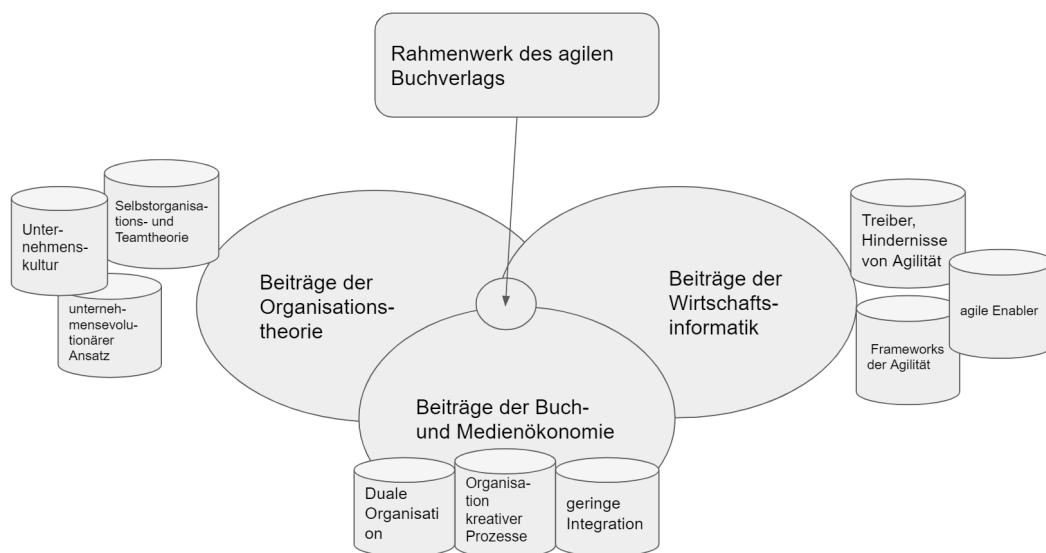 Rahmenwerk des agilen
Buchverlags
Selbstorganisa-
tions- und
Teamtheorie
Unter-
nehmens-
kultur
unterneh-
mensevolu-
tionärer
Ansatz
Beiträge der
Organisations-
theorie
Beiträge der
Wirtschafts-
informatik
Treiber,
Hindernisse
von Agilität
agile Enabler
Frameworks
der Agilität
Beiträge der Buch-
und Medienökonomie
Duale
Organisati
on
Organisa-
tion
kreativer
Prozesse
geringe
Integration